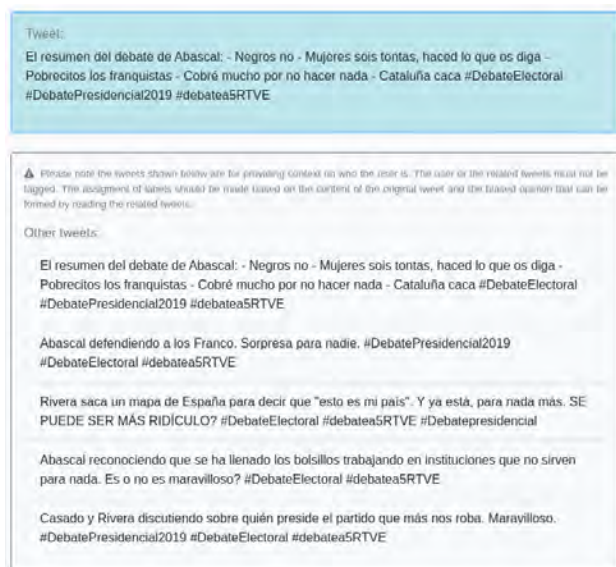 Tweet:
El resumen del debate de Abascal: - Negros no - Mujeres sois tontas, haced lo que os diga -
Pobrecitos los franquistas - Cobré mucho por no hacer nada - Cataluña caca #DebateElectoral
#DebatePresidencial2019 #debatea5RTVE
Please note the tweets shown below are for providing context on who the user is. The user or the related tweets must not be
tagged. The assigment of labels should be made based on the content of the original tweet and the biased opinion that can be
formed by reading the related tweets.
Other tweets:
El resumen del debate de Abascal: - Negros no - Mujeres sois tontas, haced lo que os diga -
Pobrecitos los franquistas - Cobré mucho por no hacer nada - Cataluña caca #DebateElectoral
#DebatePresidencial2019 #debatea5RTVE
Abascal defendiendo a los Franco. Sorpresa para nadie. #DebatePresidencial2019
#DebateElectoral #debatea5RTVE
Rivera saca un mapa de España para decir que "esto es mi país". Y ya está, para nada más. SE
PUEDE SER MÁS RIDÍCULO? #DebateElectoral #debatea5RTVE #Debatepresidencial
Abascal reconociendo que se ha llenado los bolsillos trabajando en instituciones que no sirven
para nada. Es o no es maravilloso? #DebateElectoral #debatea5RTVE
Casado y Rivera discutiendo sobre quién preside el partido que más nos roba. Maravilloso.
#DebatePresidencial2019 #DebateElectoral #debatea5RTVE